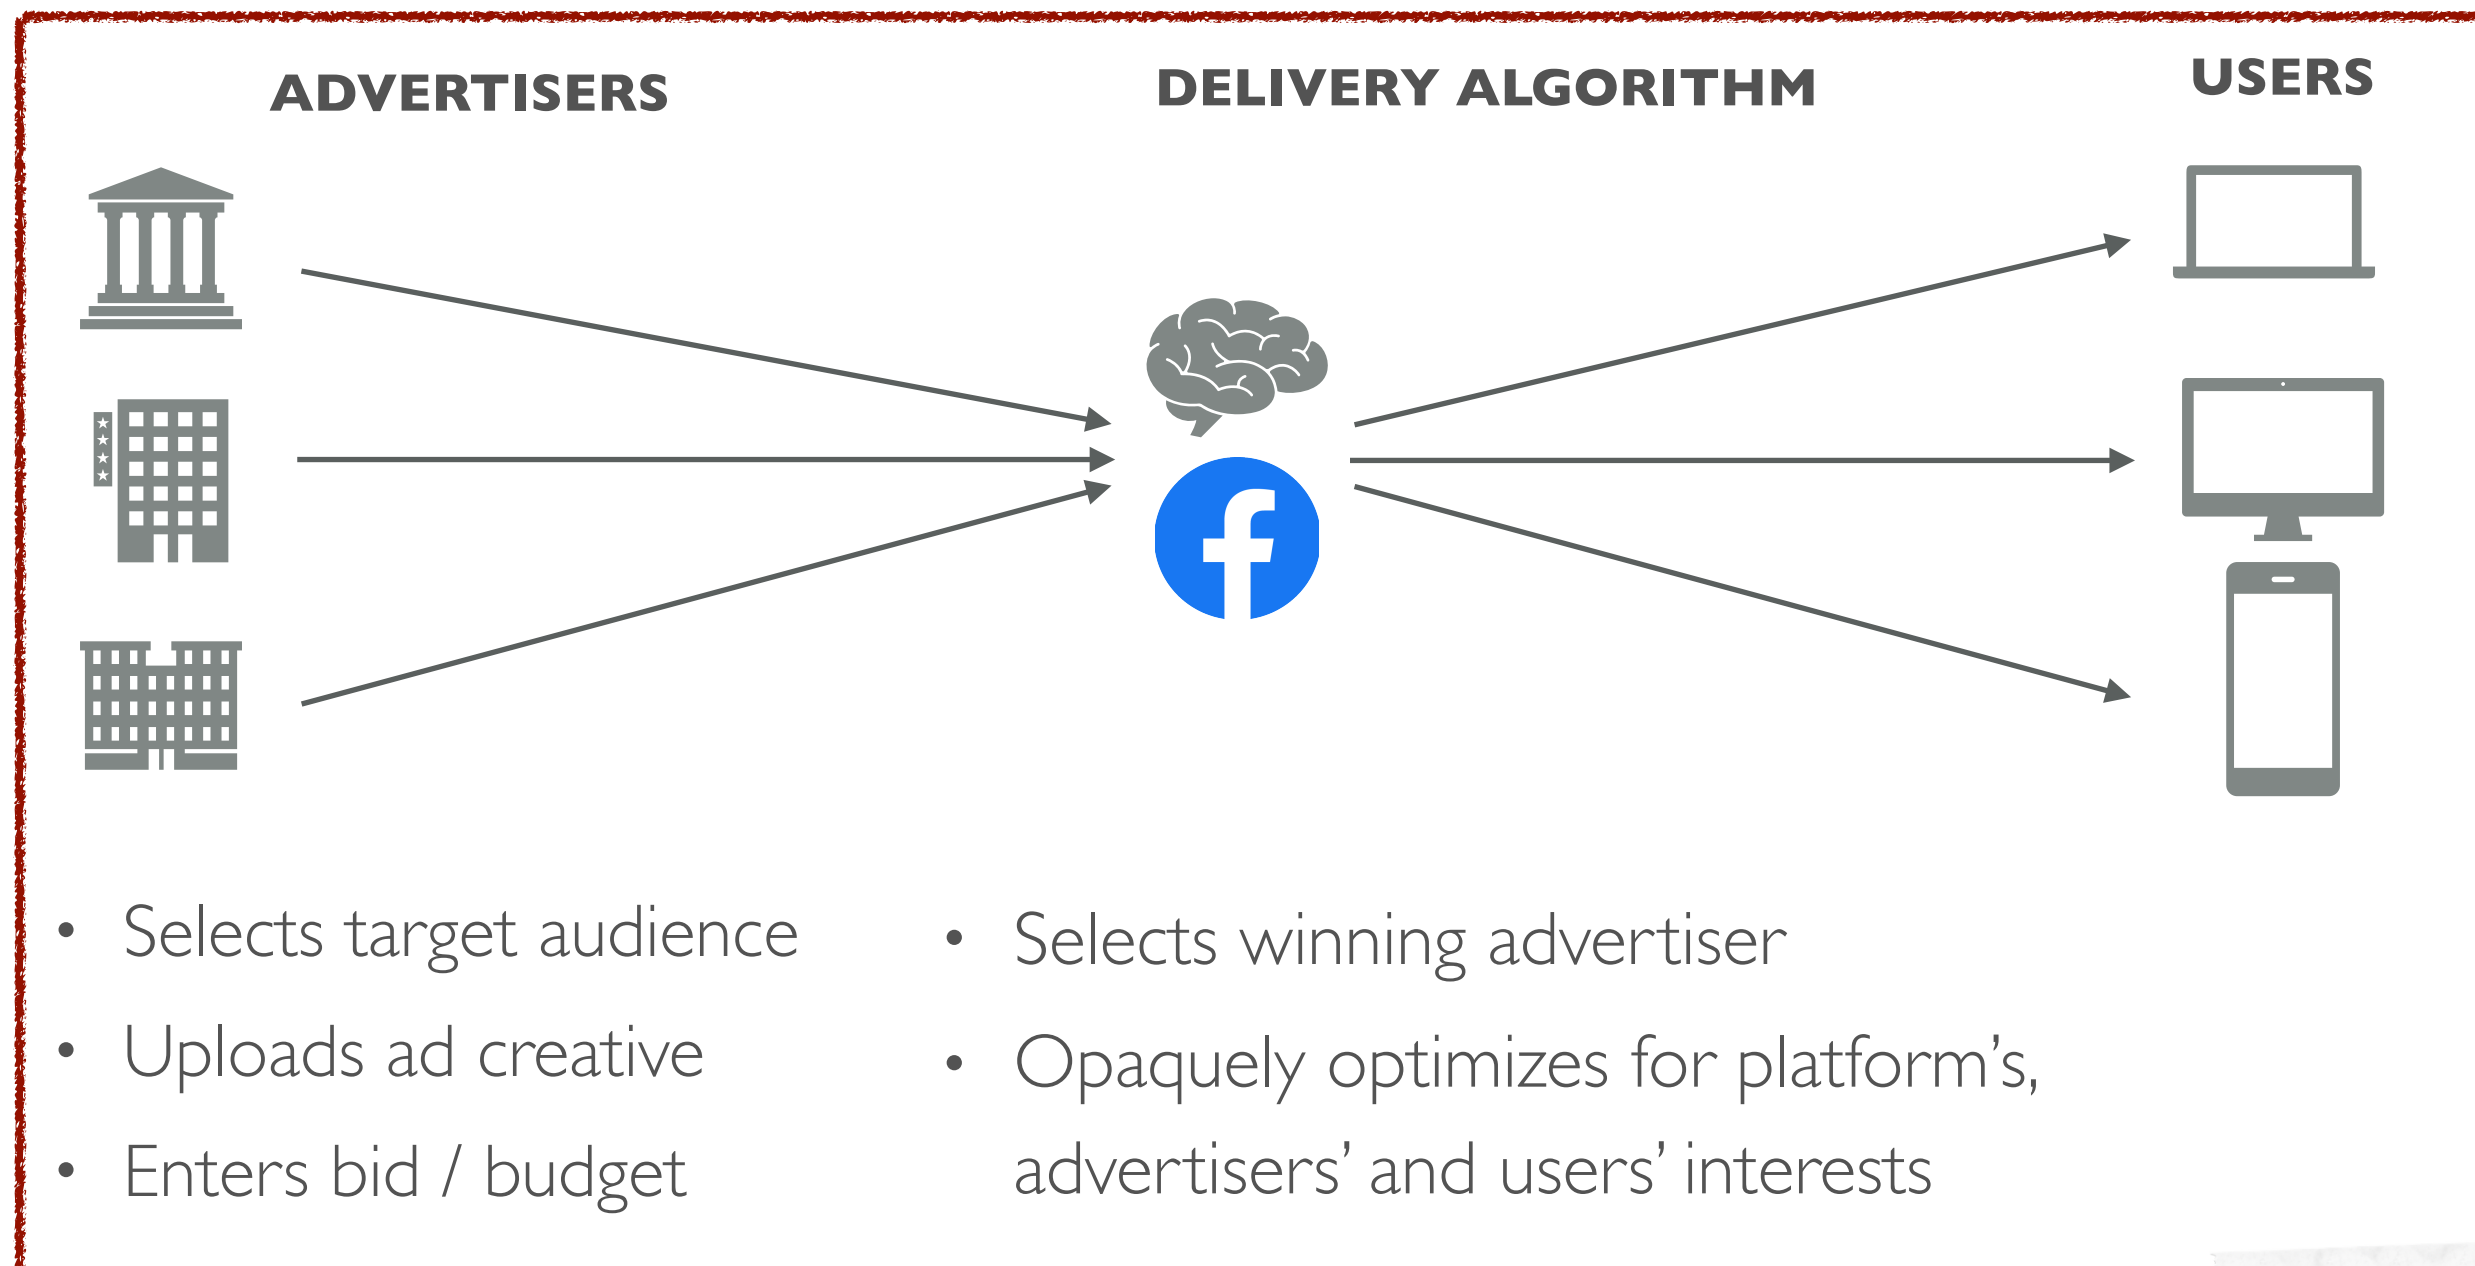 ADVERTISERS
DELIVERY ALGORITHM
USERS
• Selects target audience
• Uploads ad creative
• Enters bid / budget
• Selects winning advertiser
• Opaquely optimizes for platform’s,
advertisers’ and users’ interests